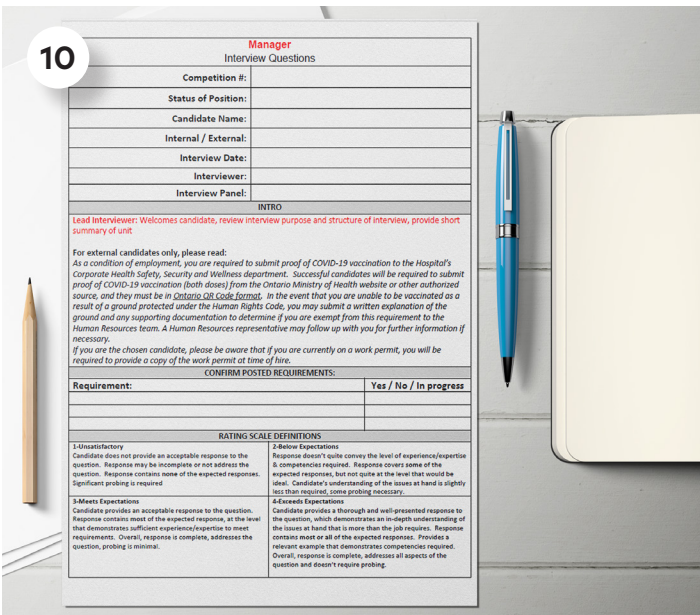 10
Manager
Interview Questions
Competition #:
Status of Position:
Candidate Name:
Internal / External:
Interview Date:
Interviewer:
Interview Panel:
INTRO
Lead Interviewer: Welcomes candidate, review interview purpose and structure of interview, provide short
summary of unit
For external candidates only, please read:
As a condition of employment, you are required to submit proof of COVID-19 vaccination to the Hospital's
Corporate Health Safety, Security and Wellness department. Successful candidates will be required to submit
proof of COVID-19 vaccination (both doses) from the Ontario Ministry of Health website or other authorized
source, and they must be in Ontario QR Code format. In the event that you are unable to be vaccinated as a
result of a ground protected under the Human Rights Code, you may submit a written explanation of the
ground and any supporting documentation to determine if you are exempt from this requirement to the
Human Resources team. A Human Resources representative may follow up with you for further information if
necessary.
If you are the chosen candidate, please be aware that if you are currently on a work permit, you will be
required to provide a copy of the work permit at time of hire.
CONFIRM POSTED REQUIREMENTS:
Requirement: Yes / No / In progress
RATING SCALE DEFINITIONS
1-Unsatisfactory
Candidate does not provide an acceptable response to the
question. Response may be incomplete or not address the
question. Response contains none of the expected responses.
Significant probing is required
2-Below Expectations
Response doesn't quite convey the level of experience/expertise
& competencies required. Response covers some of the
expected responses, but not quite at the level that would be
ideal. Candidate's understanding of the issues at hand is slightly
less than required, some probing necessary.
3-Meets Expectations
Candidate provides an acceptable response to the question.
Response contains most of the expected response, at the level
that demonstrates sufficient experience/expertise to meet
requirements. Overall, response is complete, addresses the
question, probing is minimal.
4-Exceeds Expectations
Candidate provides a thorough and well-presented response to
the question, which demonstrates an in-depth understanding of
the issues at hand that is more than the job requires. Response
contains most or all of the expected responses. Provides a
relevant example that demonstrates competencies required.
Overall, response is complete, addresses all aspects of the
question and doesn't require probing.